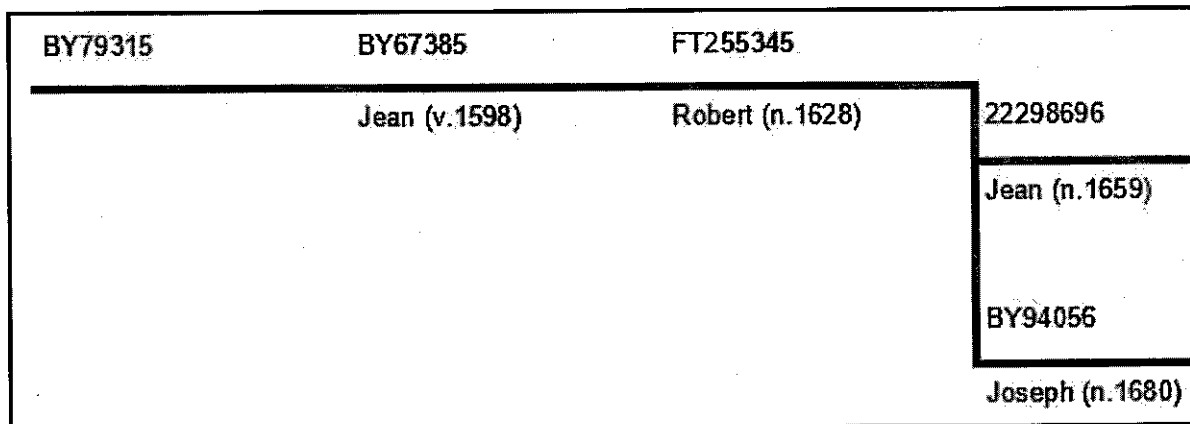 BY79315 BY67385 FT255345
Jean (v.1598) Robert (n.1628) 22298696
Jean (n.1659)
BY94056
Joseph (n.1680)